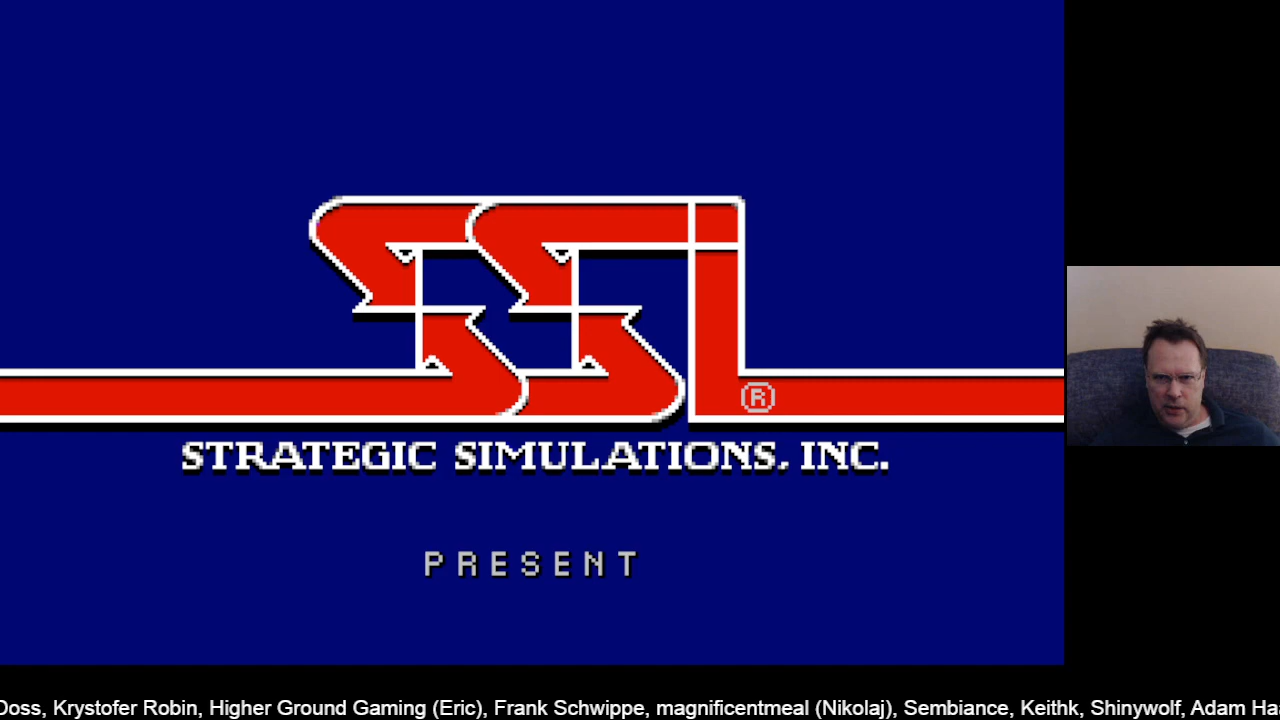 SSI
®
STRATEGIC SIMULATIONS, INC.
PRESENT
Doss, Krystofer Robin, Higher Ground Gaming (Eric), Frank Schwippe, magnificentmeal (Nikolaj), Sembiance, Keithk, Shinywolf, Adam Ha